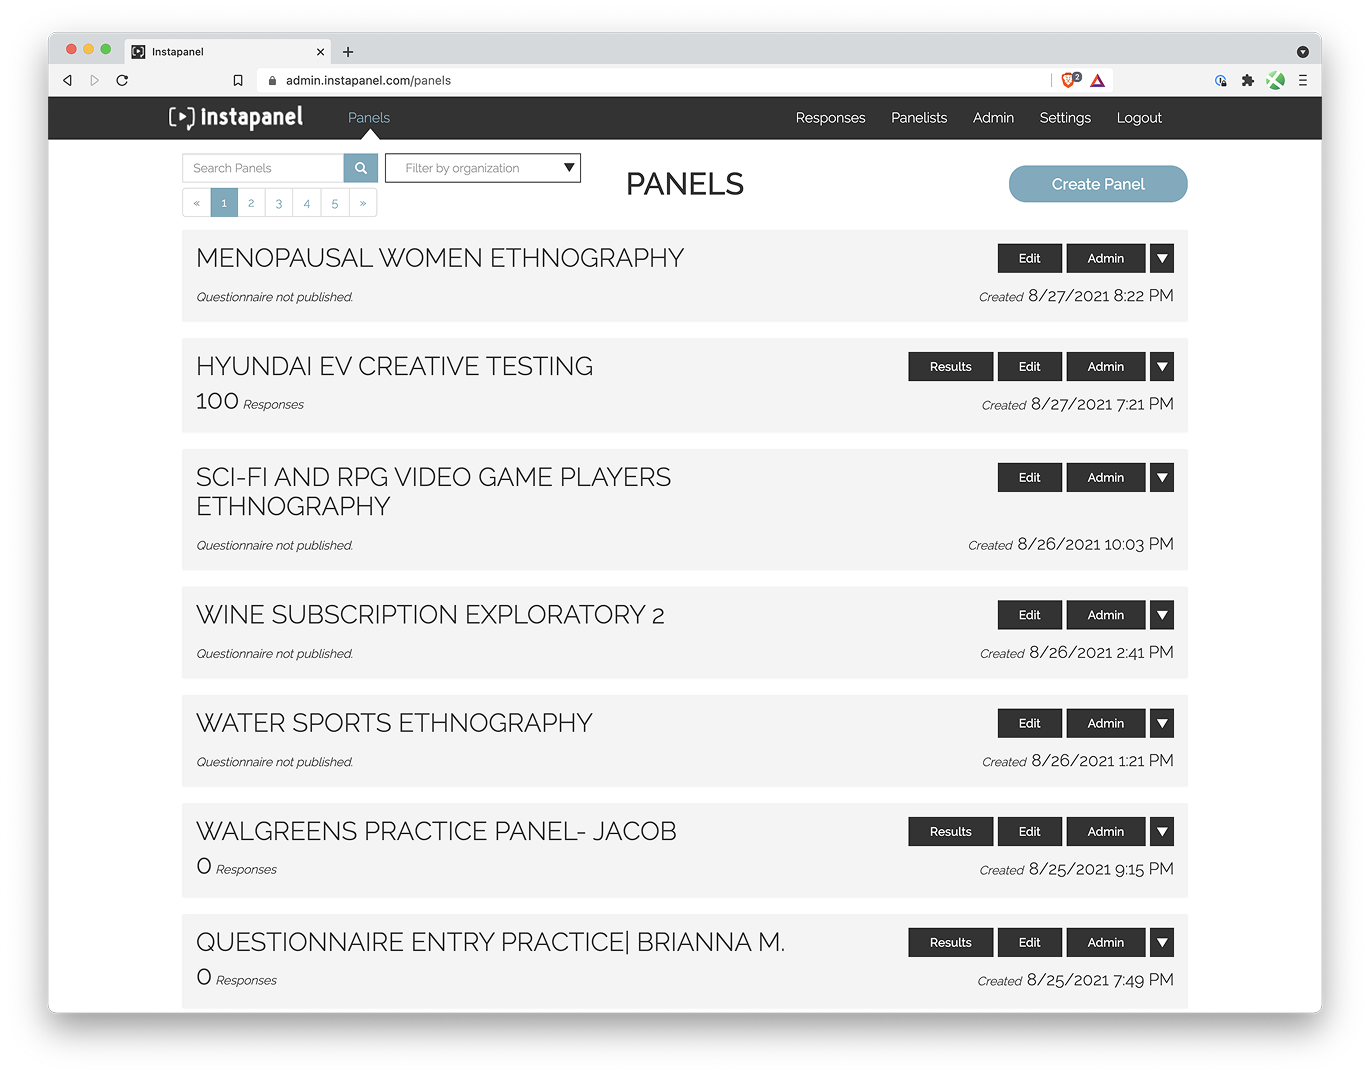 Instapanel
admin.instapanel.com/panels
2
instapanel
Panels
Responses
Panelists
Admin
Settings
Logout
Search Panels
Filter by organization
PANELS
Create Panel
« 1 2 3 4 5 »
MENOPAUSAL WOMEN ETHNOGRAPHY
Edit
Admin
Questionnaire not published.
Created 8/27/2021 8:22 PM
HYUNDAI EV CREATIVE TESTING
Results
Edit
Admin
100 Responses
Created 8/27/2021 7:21 PM
SCI-FI AND RPG VIDEO GAME PLAYERS
ETHNOGRAPHY
Edit
Admin
Questionnaire not published.
Created 8/26/2021 10:03 PM
WINE SUBSCRIPTION EXPLORATORY 2
Edit
Admin
Questionnaire not published.
Created 8/26/2021 2:41 PM
WATER SPORTS ETHNOGRAPHY
Edit
Admin
Questionnaire not published.
Created 8/26/2021 1:21 PM
WALGREENS PRACTICE PANEL- JACOB
Results
Edit
Admin
0 Responses
Created 8/25/2021 9:15 PM
QUESTIONNAIRE ENTRY PRACTICE| BRIANNA M.
Results
Edit
Admin
0 Responses
Created 8/25/2021 7:49 PM